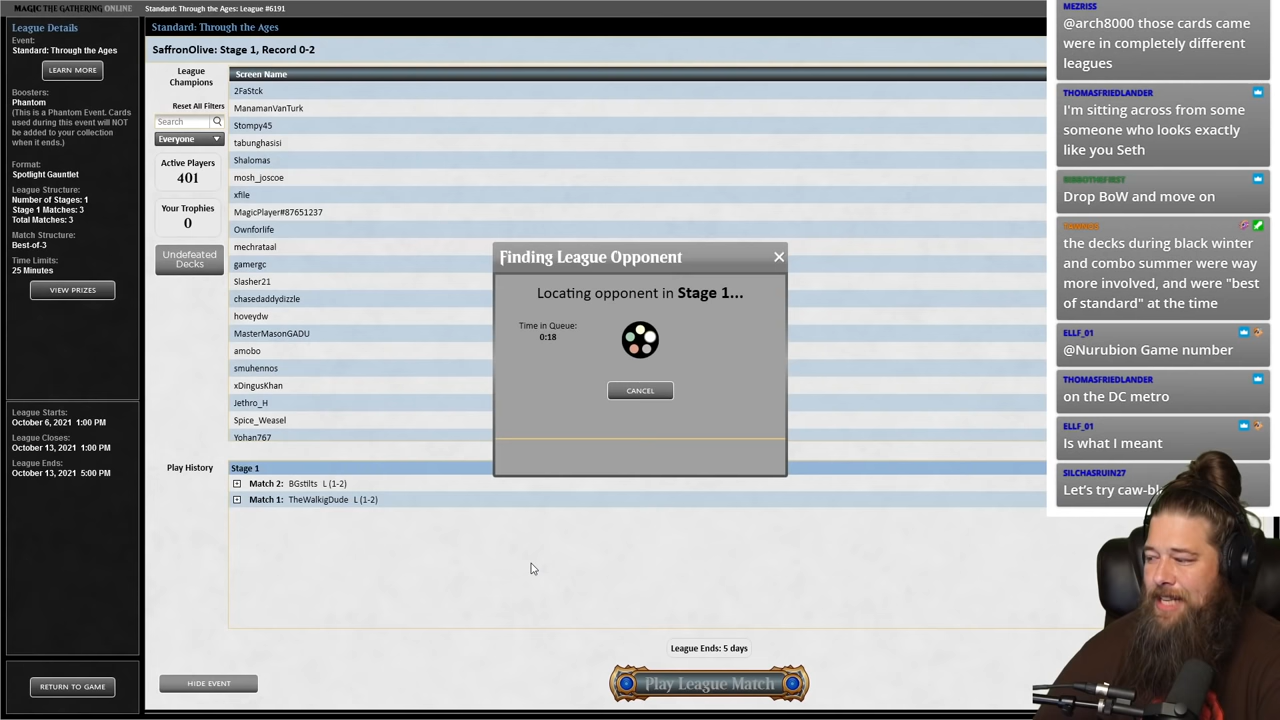 MAGIC THE GATHERING ONLINE
Standard: Through the Ages: League #6191
League Details
Event:
Standard: Through the Ages
LEARN MORE
Boosters:
Phantom
(This is a Phantom Event. Cards
used during this event will NOT
be added to your collection
when it ends.)
Format:
Spotlight Gauntlet
League Structure:
Number of Stages: 1
Stage 1 Matches: 3
Total Matches: 3
Match Structure:
Best-of-3
Time Limits:
25 Minutes
VIEW PRIZES
League Starts:
October 6, 2021 1:00 PM
League Closes:
October 13, 2021 1:00 PM
League Ends:
October 13, 2021 5:00 PM
RETURN TO GAME
Standard: Through the Ages
SaffronOlive: Stage 1, Record 0-2
League
Champions
Reset All Filters
Search
Everyone
Active Players
401
Your Trophies
0
Undefeated
Decks
Screen Name
2FaStck
ManamanVanTurk
Stompy45
tabunghasisi
Shalomas
mosh_joscoe
xfile
MagicPlayer#87651237
Ownforlife
mechrataal
gamergc
Slasher21
chasedaddydizzle
hoveydw
MasterMasonGADU
amobo
smuhennos
xDingusKhan
Jethro_H
Spice_Weasel
Yohan767
Play History
Stage 1
Match 2: BGstilts L (1-2)
Match 1: TheWalkigDude L (1-2)
Finding League Opponent
Locating opponent in Stage 1...
Time in Queue:
0:18
CANCEL
League Ends: 5 days
HIDE EVENT
Play League Match
MEZRISS
@arch8000 those cards came
were in completely different
leagues
THOMASFRIEDLANDER
I'm sitting across from some
someone who looks exactly
like you Seth
Drop BoW and move on
the decks during black winter
and combo summer were way
more involved, and were "best
of standard" at the time
ELLF_01
@Nurubion Game number
THOMASFRIEDLANDER
on the DC metro
ELLF_01
Is what I meant
SILCHASRUIN27
Let's try